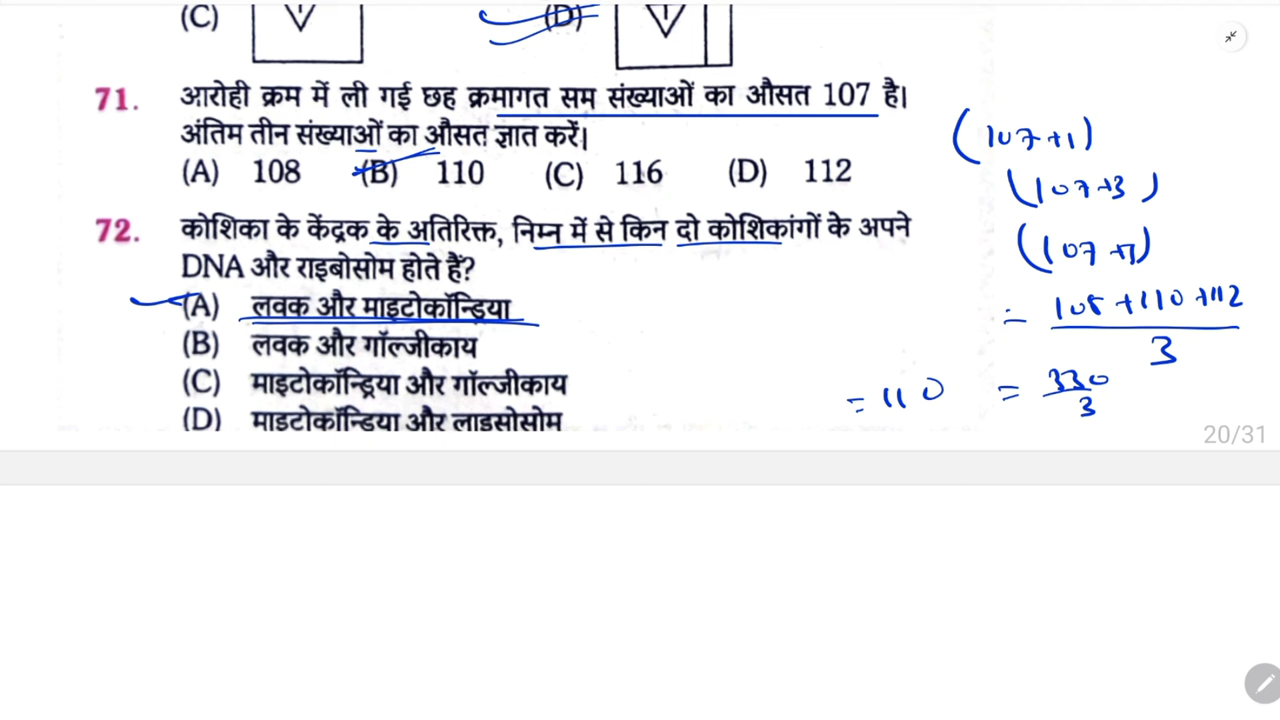 (C) (D)
71. आरोही क्रम में ली गई छह क्रमागत सम संख्याओं का औसत 107 है।
अंतिम तीन संख्याओं का औसत ज्ञात करें।
(A) 108 (B) 110 (C) 116 (D) 112
72. कोशिका के केंद्रक के अतिरिक्त, निम्न में से किन दो कोशिकांगों के अपने
DNA और राइबोसोम होते हैं?
(A) लवक और माइटोकॉन्ड्रिया
(B) लवक और गॉल्जीकाय
(C) माइटोकॉन्ड्रिया और गॉल्जीकाय
(D) माइटोकॉन्ड्रिया और लाइसोसोम
(107+1)
(107+3)
(107+
= 108+110+112
3
= 110 = 330
3
20/31